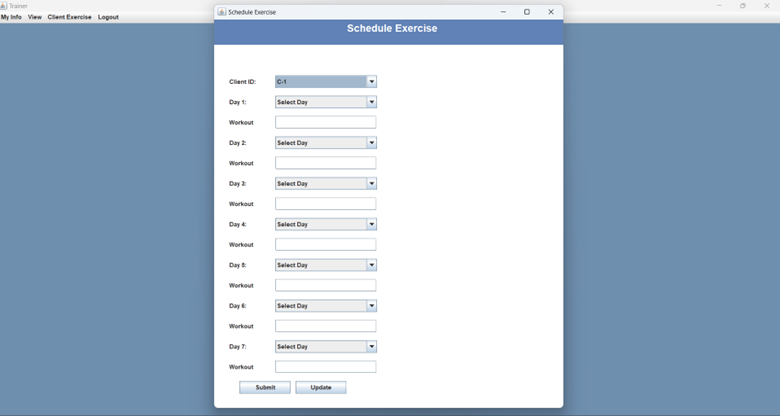 Trainer
My Info View Client Exercise Logout
Schedule Exercise
Schedule Exercise
Client ID: C-1
Day 1: Select Day
Workout
Day 2: Select Day
Workout
Day 3: Select Day
Workout
Day 4: Select Day
Workout
Day 5: Select Day
Workout
Day 6: Select Day
Workout
Day 7: Select Day
Workout
Submit Update